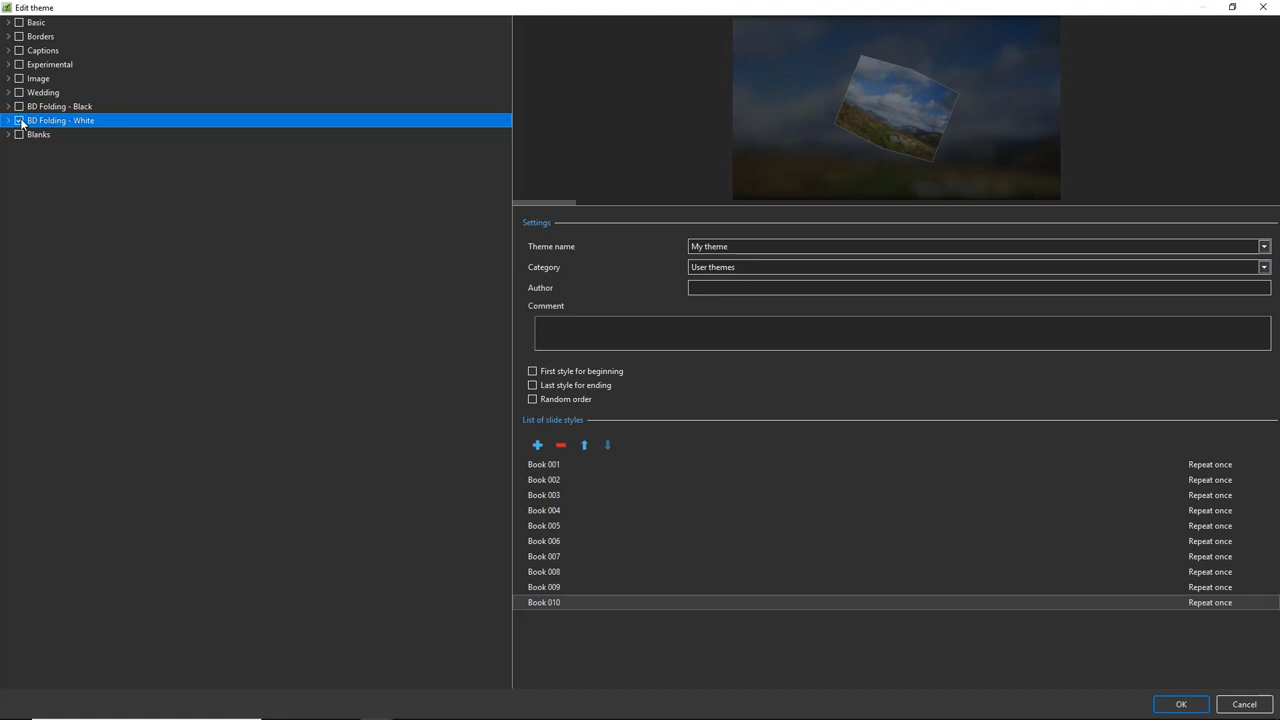 Edit theme
Basic
Borders
Captions
Experimental
Image
Wedding
BD Folding - Black
BD Folding - White
Blanks
Settings
Theme name My theme
Category User themes
Author
Comment
First style for beginning
Last style for ending
Random order
List of slide styles
Book 001 Repeat once
Book 002 Repeat once
Book 003 Repeat once
Book 004 Repeat once
Book 005 Repeat once
Book 006 Repeat once
Book 007 Repeat once
Book 008 Repeat once
Book 009 Repeat once
Book 010 Repeat once
OK Cancel